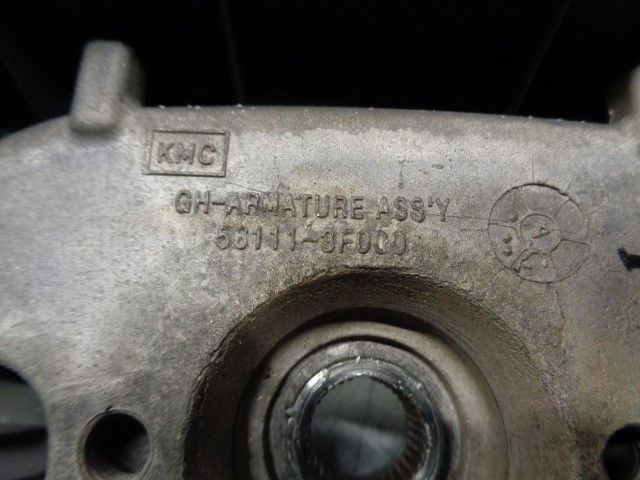 KMC
GH-ARMATURE ASS'Y
56111-3F000